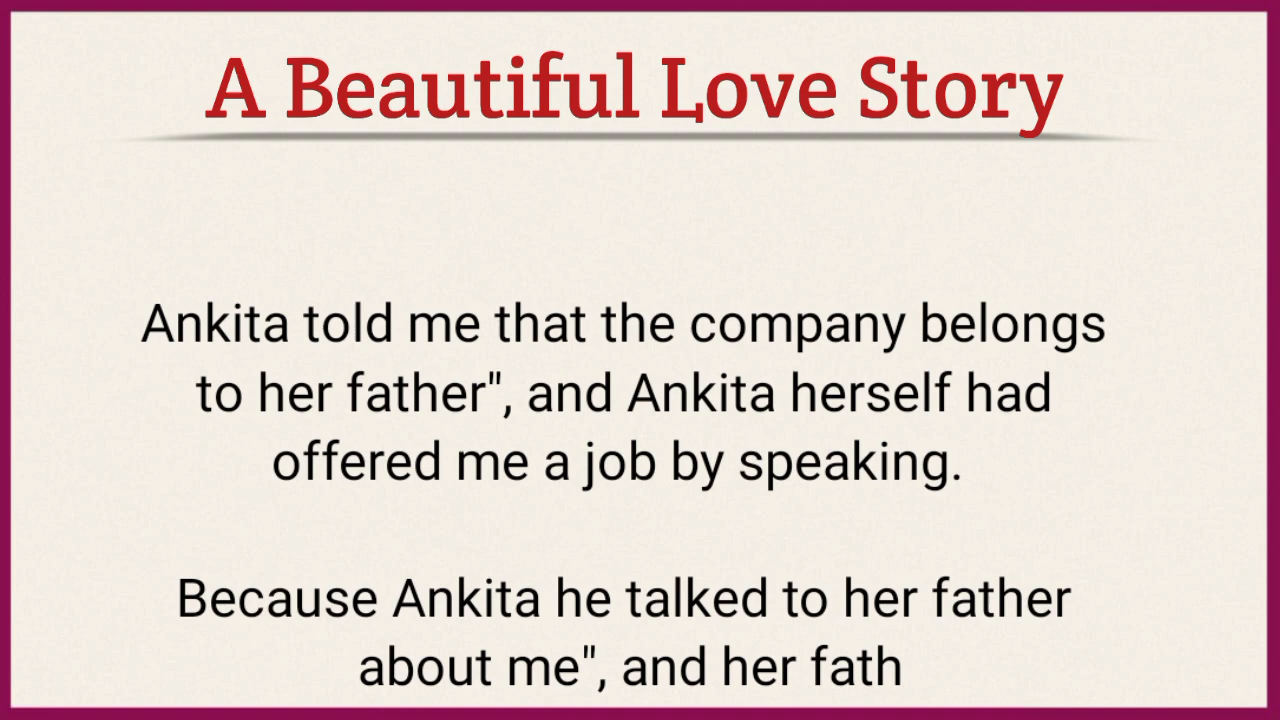 A Beautiful Love Story
Ankita told me that the company belongs
to her father", and Ankita herself had
offered me a job by speaking.
Because Ankita he talked to her father
about me", and her fath